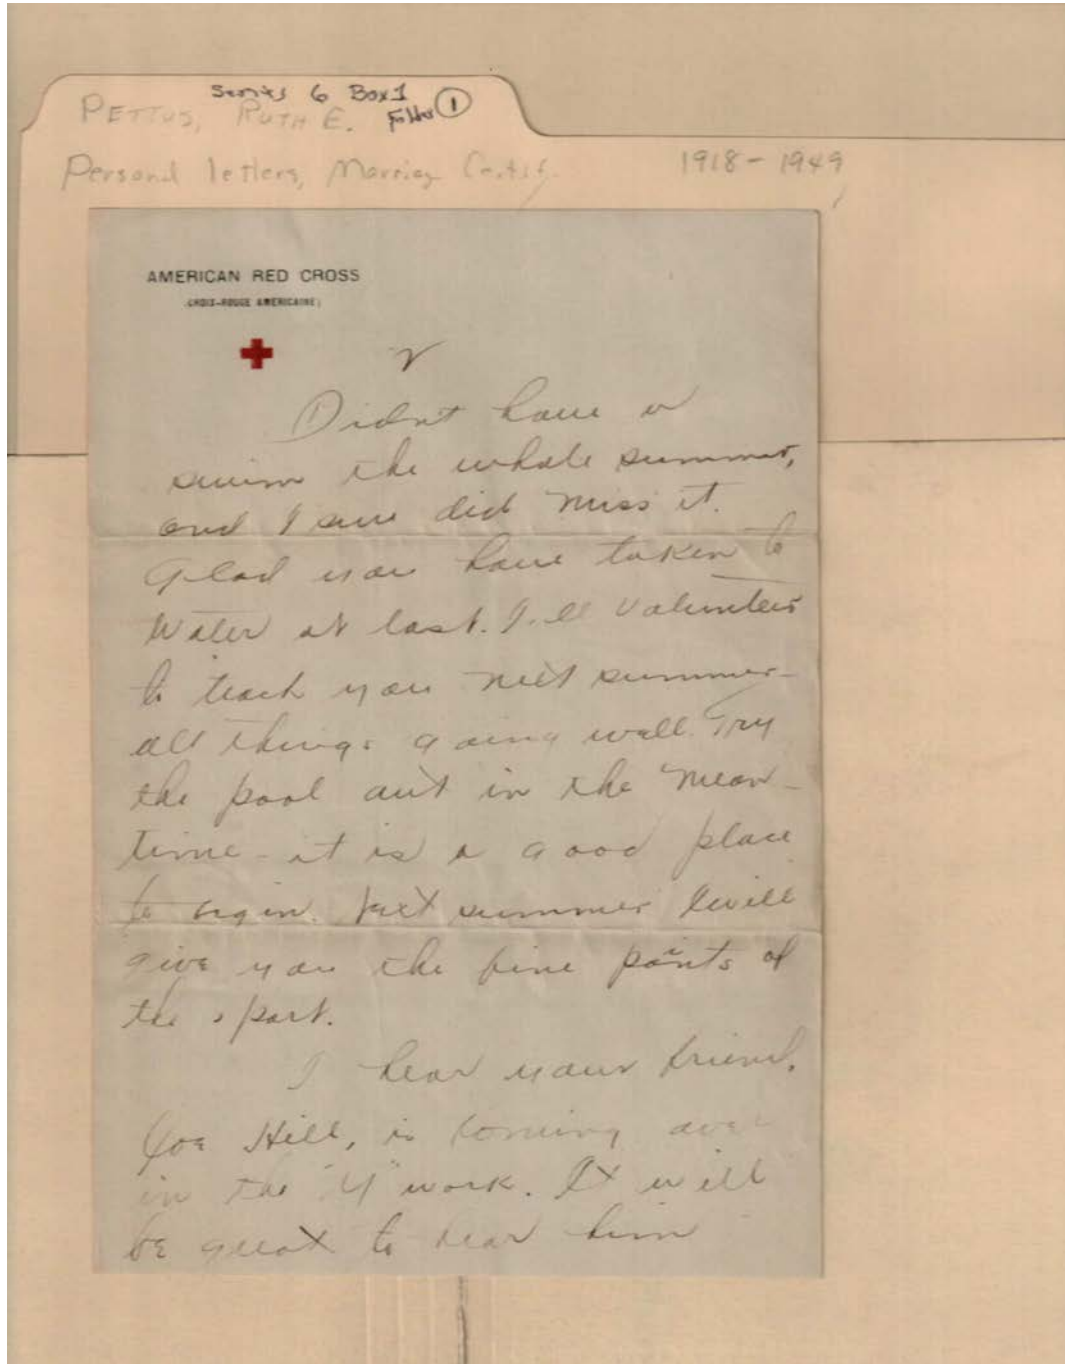 Series 6 Box 1
PETTUS, RUTH E. Folder 1
Personal letters, Marriag Certif. 1918-1949
AMERICAN RED CROSS
(CROIX-ROUGE AMERICAINE)
Didnt have a
swim the whole summer,
and I sure did miss it.
Glad you have taken to
Water at last. I'll Volunteer
to teach you next summer -
all things going well. Try
the pool out in the mean-
time - it is a good place
to begin. Next summer I will
give you the fine points of
the sport.
I hear your friend,
Joe Hill, is coming over
in the "Y" work. It will
be great to hear him